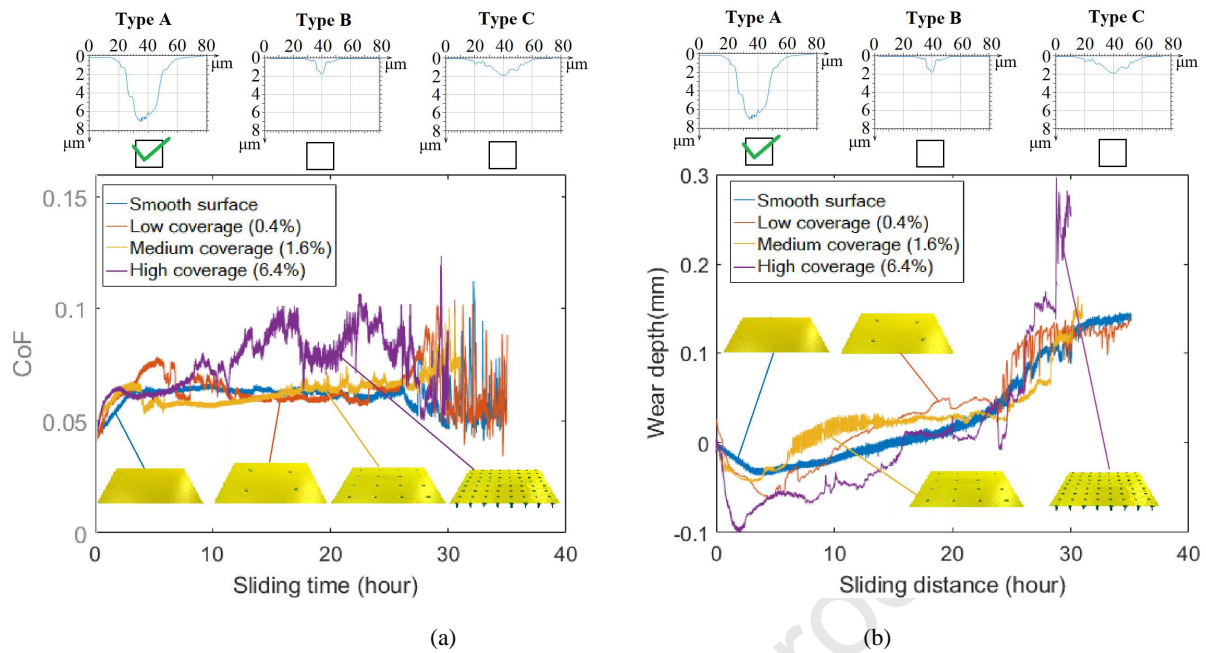 Type A
Type B
Type C
0 20 40 60 80
0 20 40 60 80
0 20 40 60 80
μm
0
2
4
6
8
0
2
4
6
8
0
2
4
6
8
μm
μm
μm
0.15
0.1
0.05
0
CoF
Smooth surface
Low coverage (0.4%)
Medium coverage (1.6%)
High coverage (6.4%)
0 10 20 30 40
Sliding time (hour)
(a)
Type A
Type B
Type C
0 20 40 60 80
0 20 40 60 80
0 20 40 60 80
μm
0
2
4
6
8
0
2
4
6
8
0
2
4
6
8
μm
μm
μm
0.3
0.2
0.1
0
-0.1
Wear depth(mm)
Smooth surface
Low coverage (0.4%)
Medium coverage (1.6%)
High coverage (6.4%)
0 10 20 30 40
Sliding distance (hour)
(b)